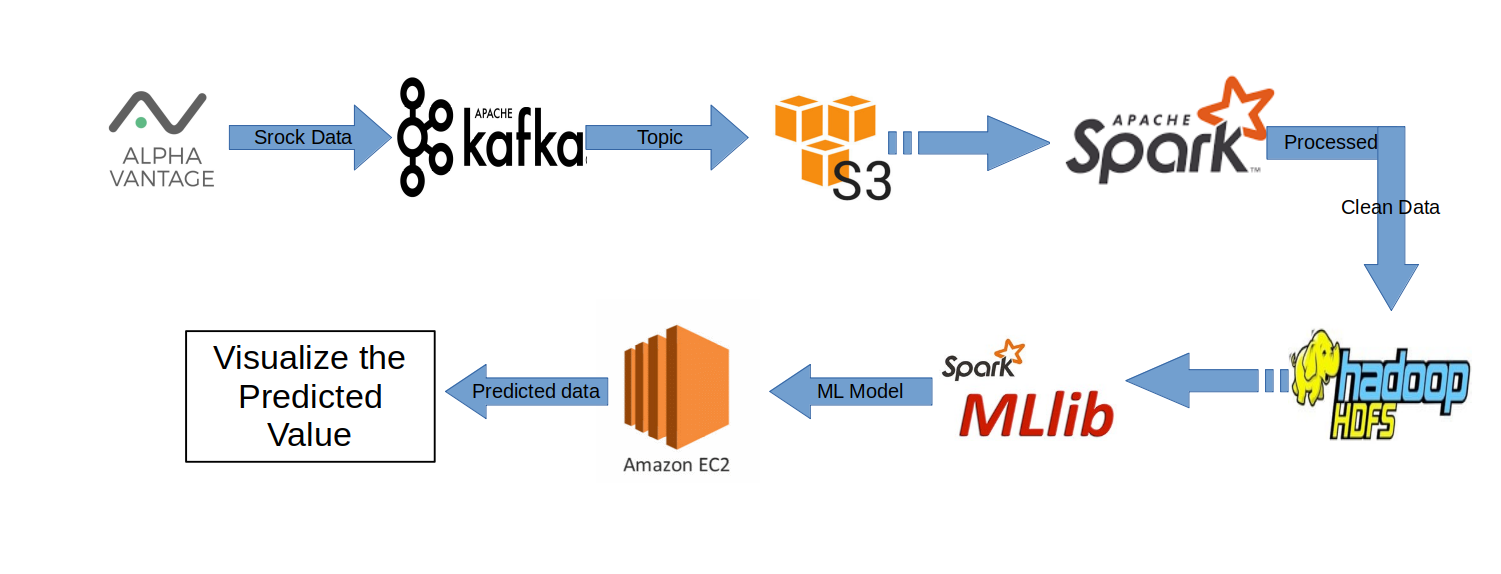 ALPHA
VANTAGE
Srock Data
APACHE
kafka
Topic
S3
APACHE
Spark™
Processed
Clean Data
hadoop
HDFS
Spark
MLlib
ML Model
Amazon EC2
Predicted data
Visualize the
Predicted
Value